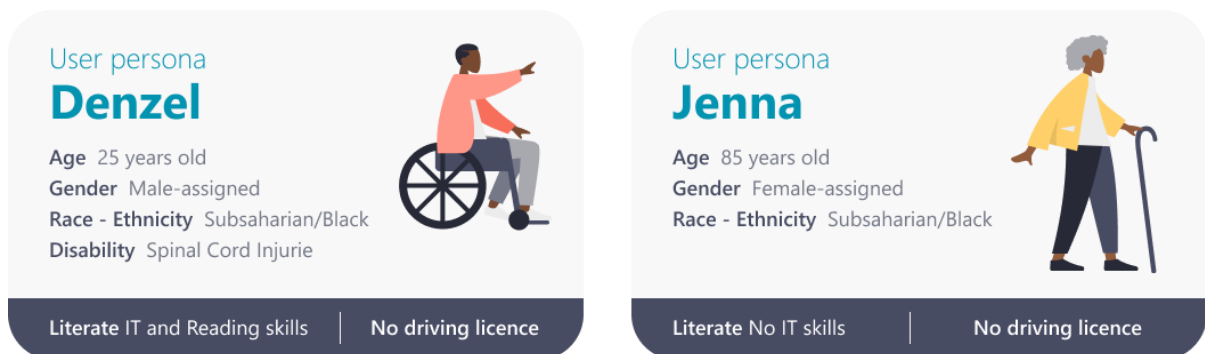 User persona
Denzel
Age 25 years old
Gender Male-assigned
Race - Ethnicity Subsaharian/Black
Disability Spinal Cord Injurie
Literate IT and Reading skills
No driving licence
User persona
Jenna
Age 85 years old
Gender Female-assigned
Race - Ethnicity Subsaharian/Black
Literate No IT skills
No driving licence